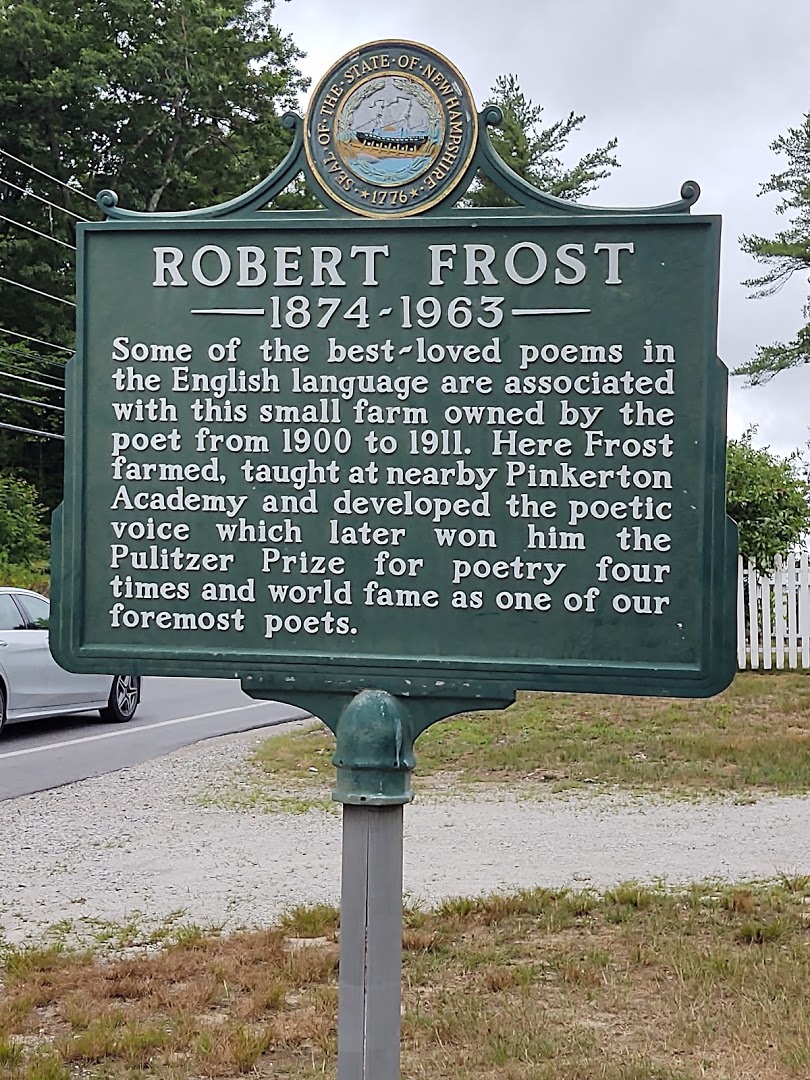 SEAL OF THE · STATE · OF · NEW HAMPSHIRE ·
★ 1776 ★
ROBERT FROST
1874-1963
Some of the best-loved poems in
the English language are associated
with this small farm owned by the
poet from 1900 to 1911. Here Frost
farmed, taught at nearby Pinkerton
Academy and developed the poetic
voice which later won him the
Pulitzer Prize for poetry four
times and world fame as one of our
foremost poets.